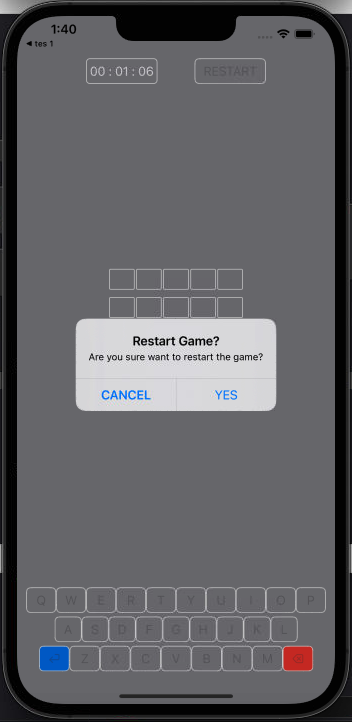 1:40
◀ tes 1
00 : 01 : 06
RESTART
Restart Game?
Are you sure want to restart the game?
CANCEL
YES
Q W E R T Y U I O P
A S D F G H J K L
Z X C V B N M